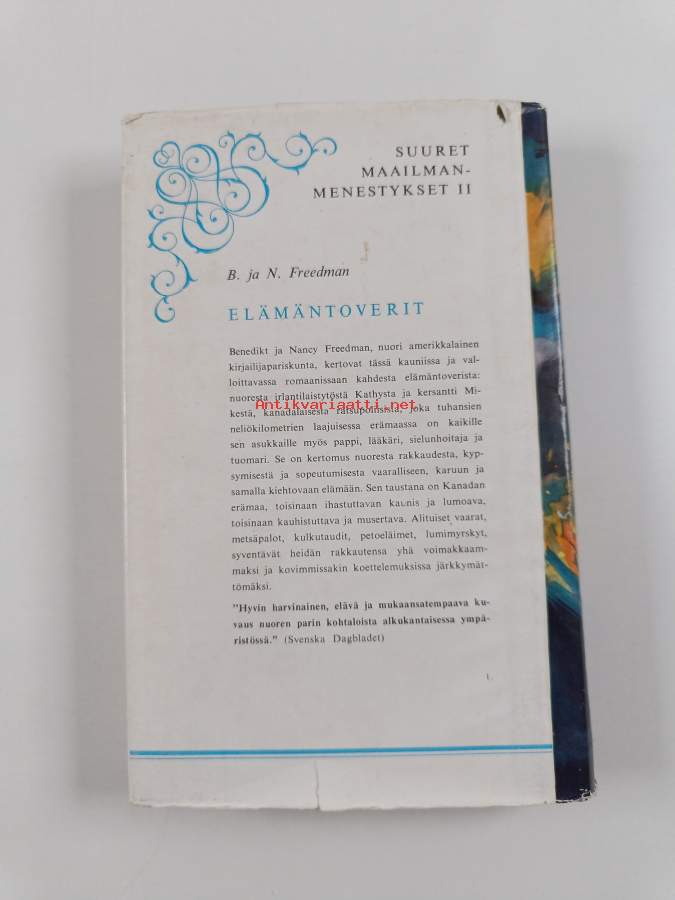 SUURET
MAAILMAN-
MENESTYKSET II
B. ja N. Freedman
ELÄMÄNTOVERIT
Benedikt ja Nancy Freedman, nuori amerikkalainen
kirjailijapariskunta, kertovat tässä kauniissa ja val-
loittavassa romaanissaan kahdesta elämäntoverista:
nuoresta irlantilaistytöstä Kathysta ja kersantti Mi-
Antikvariaatti.net
kestä, kanadalaisesta ratsupoliisista, joka tuhansien
neliökilometrien laajuisessa erämaassa on kaikille
sen asukkaille myös pappi, lääkäri, sielunhoitaja ja
tuomari. Se on kertomus nuoresta rakkaudesta, kyp-
symisestä ja sopeutumisesta vaaralliseen, karuun ja
samalla kiehtovaan elämään. Sen taustana on Kanadan
erämaa, toisinaan ihastuttavan kaunis ja lumoava,
toisinaan kauhistuttava ja musertava. Alituiset vaarat,
metsäpalot, kulkutaudit, petoeläimet, lumimyrskyt,
syventävät heidän rakkautensa yhä voimakkaam-
maksi ja kovimmissakin koettelemuksissa järkkymät-
tömäksi.
"Hyvin harvinainen, elävä ja mukaansatempaava ku-
vaus nuoren parin kohtaloista alkukantaisessa ympä-
ristössä." (Svenska Dagbladet)